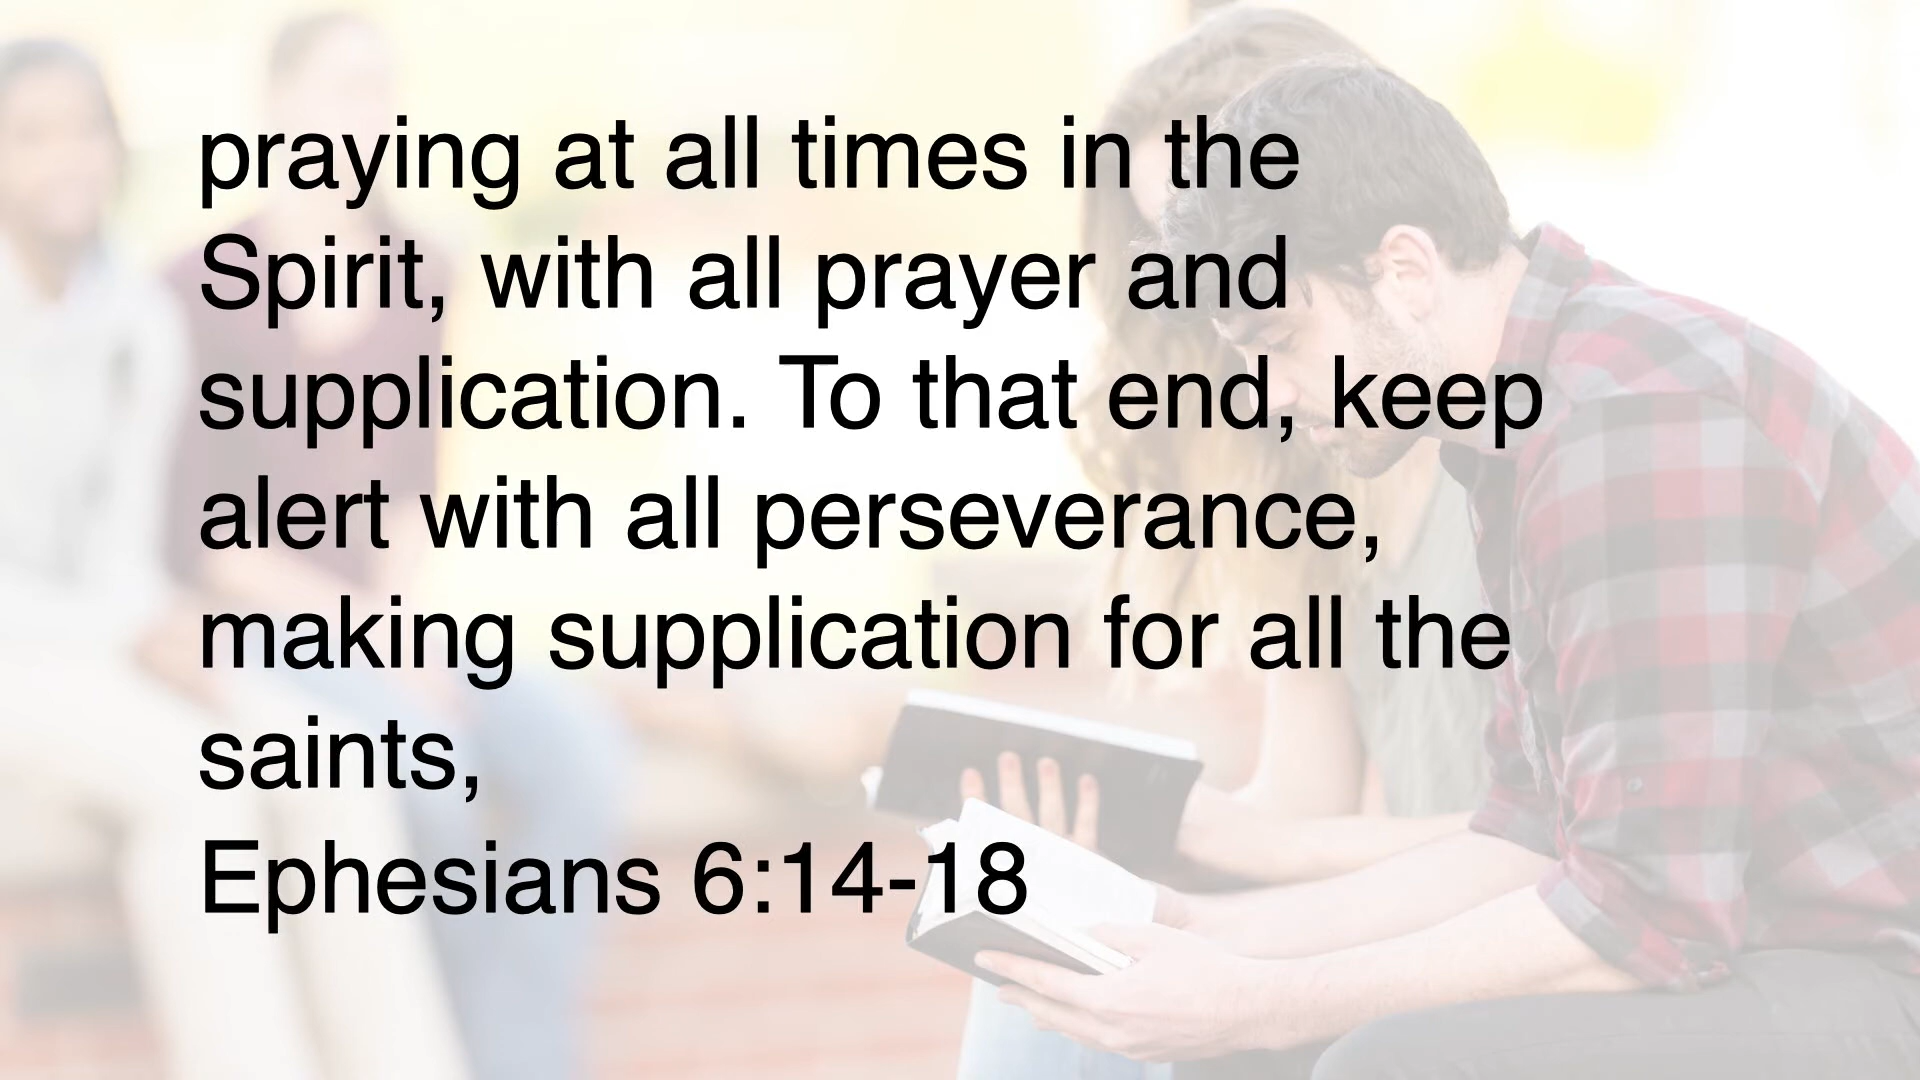 praying at all times in the
Spirit, with all prayer and
supplication. To that end, keep
alert with all perseverance,
making supplication for all the
saints,
Ephesians 6:14-18